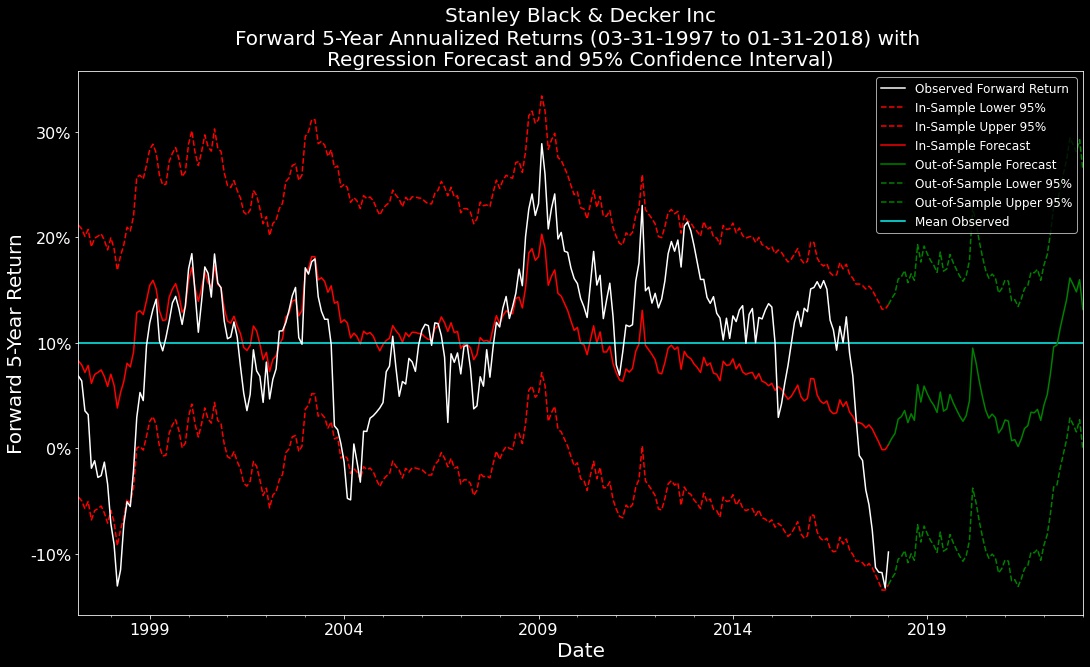 Stanley Black & Decker Inc
Forward 5-Year Annualized Returns (03-31-1997 to 01-31-2018) with
Regression Forecast and 95% Confidence Interval)
Observed Forward Return
In-Sample Lower 95%
In-Sample Upper 95%
In-Sample Forecast
Out-of-Sample Forecast
Out-of-Sample Lower 95%
Out-of-Sample Upper 95%
Mean Observed
Forward 5-Year Return
30%
20%
10%
0%
-10%
1999
2004
2009
2014
2019
Date